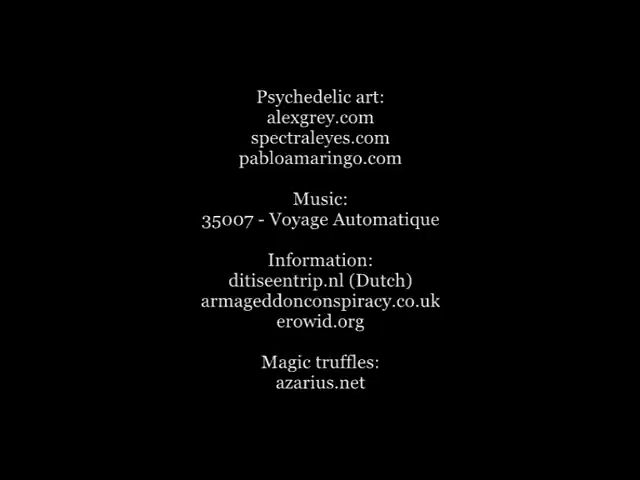 Psychedelic art:
alexgrey.com
spectraleyes.com
pabloamaringo.com
Music:
35007 - Voyage Automatique
Information:
ditiseentrip.nl (Dutch)
armageddonconspiracy.co.uk
erowid.org
Magic truffles:
azarius.net